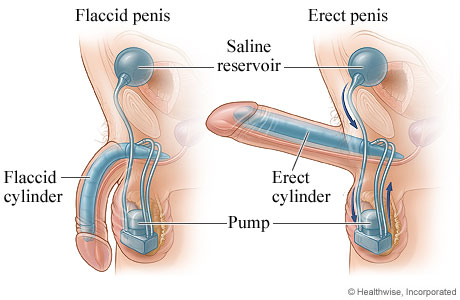 Flaccid penis
Erect penis
Saline
reservoir
Flaccid
cylinder
Erect
cylinder
Pump
© Healthwise, Incorporated